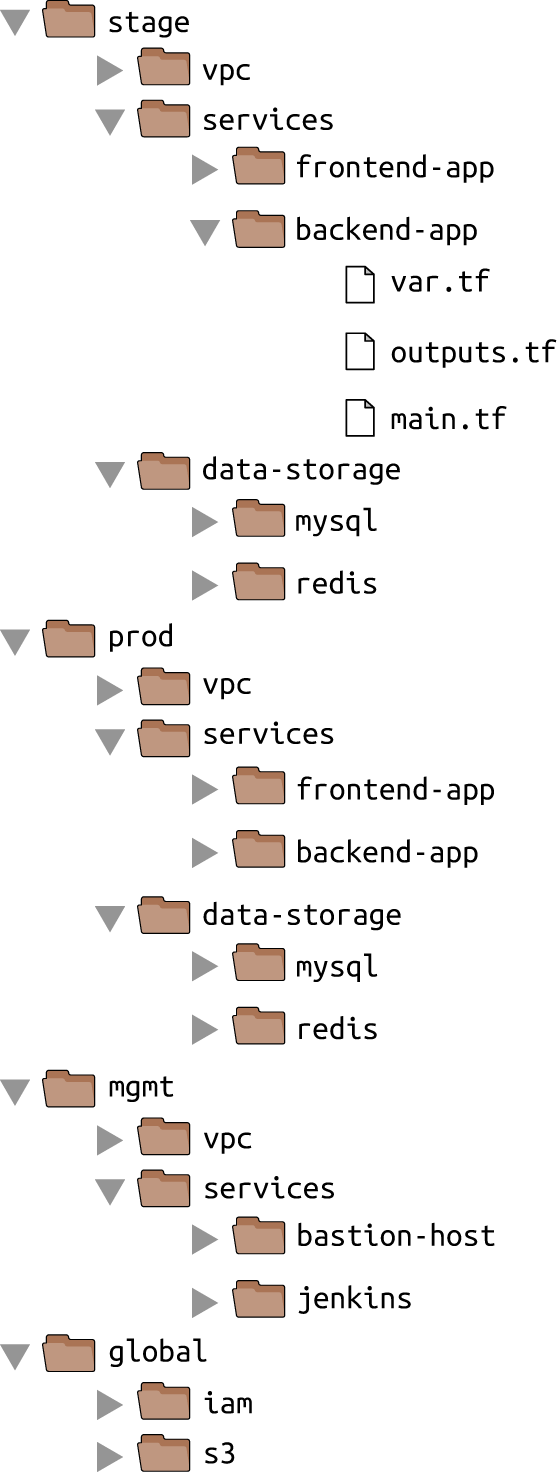 stage
vpc
services
frontend-app
backend-app
var.tf
outputs.tf
main.tf
data-storage
mysql
redis
prod
vpc
services
frontend-app
backend-app
data-storage
mysql
redis
mgmt
vpc
services
bastion-host
jenkins
global
iam
s3